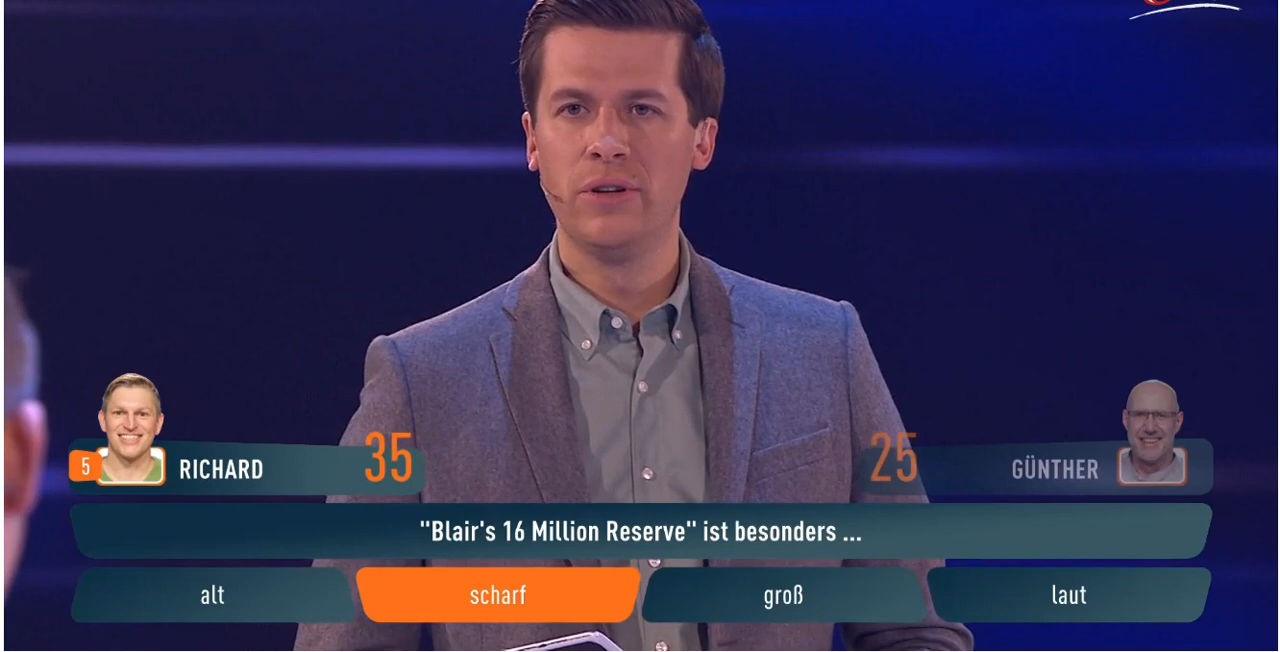 5
RICHARD
35
25
GÜNTHER
"Blair's 16 Million Reserve" ist besonders ...
alt
scharf
groß
laut